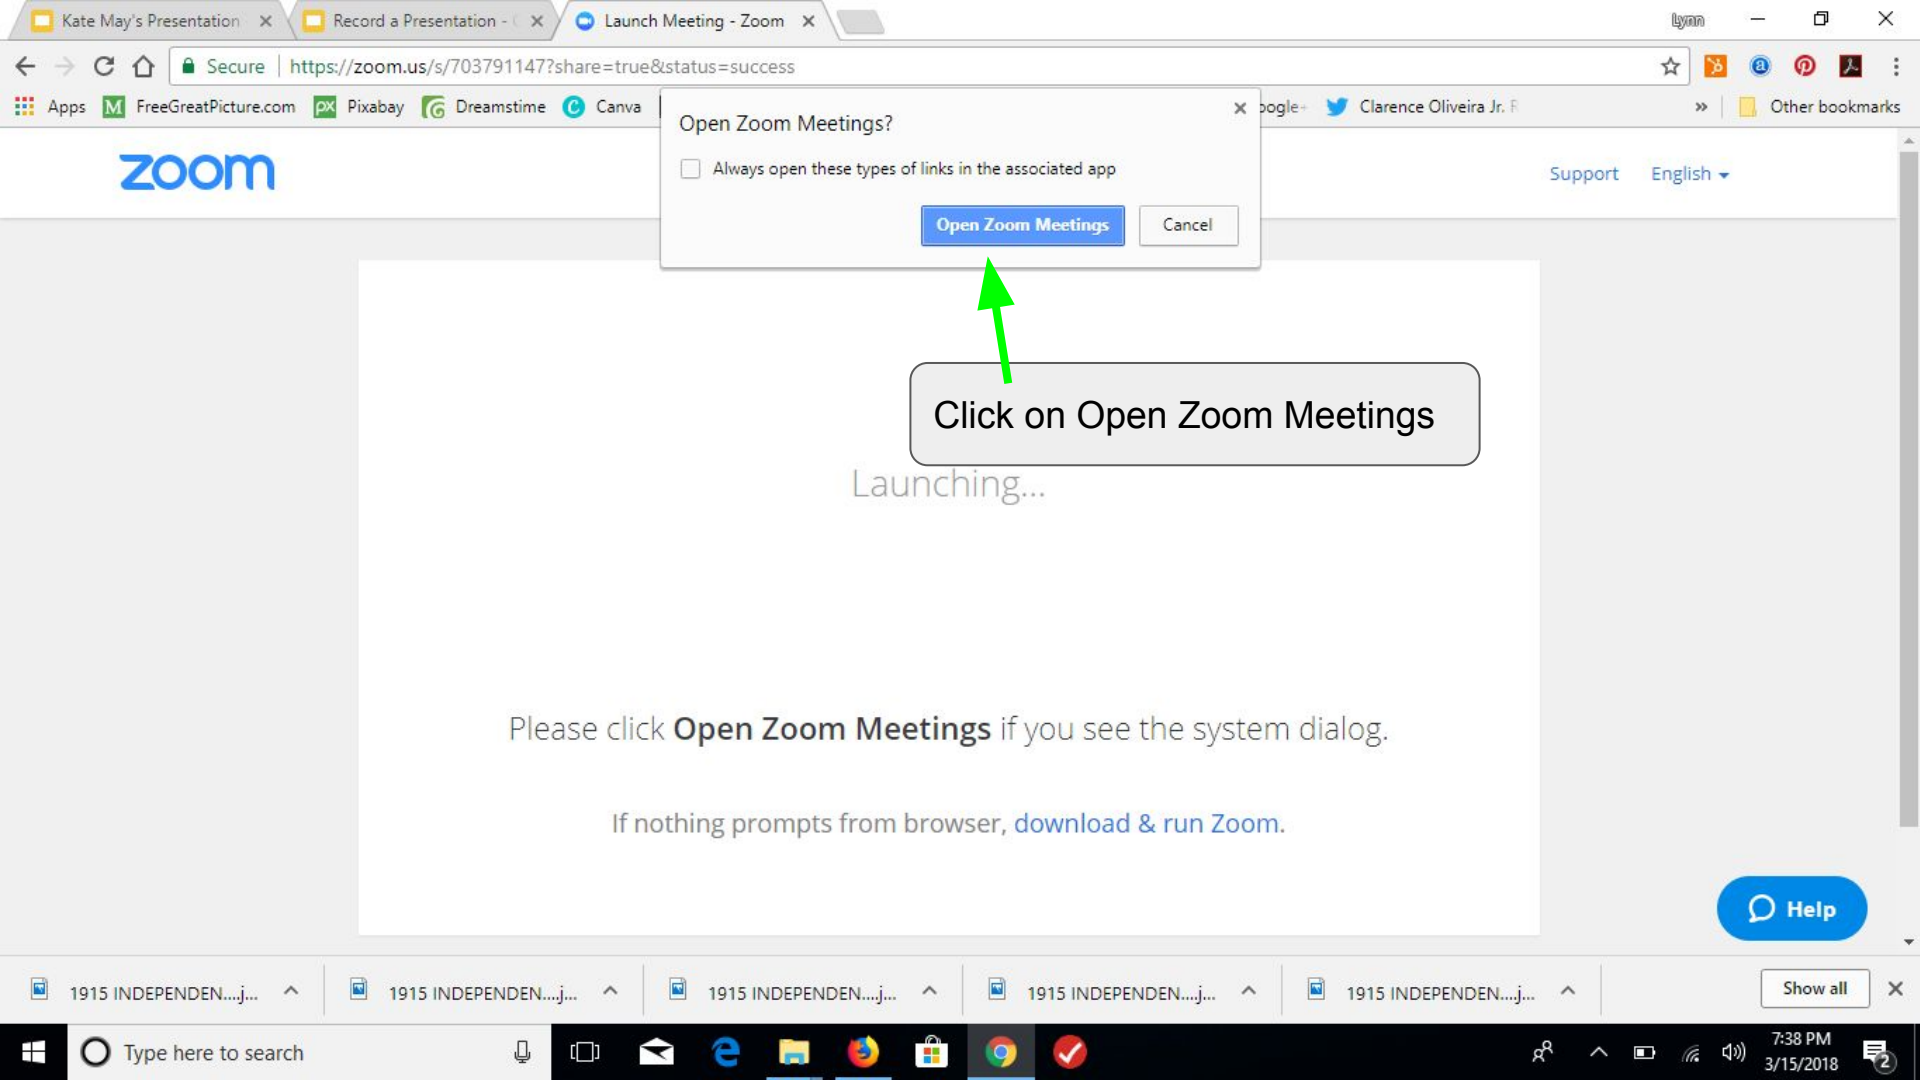 Kate May's Presentation
Record a Presentation -
Launch Meeting - Zoom
Lynn
Secure
https://zoom.us/s/703791147?share=true&status=success
Apps
FreeGreatPicture.com
Pixabay
Dreamstime
Canva
Clarence Oliveira Jr.
Other bookmarks
Open Zoom Meetings?
Always open these types of links in the associated app
Open Zoom Meetings
Cancel
zoom
Support
English
Click on Open Zoom Meetings
Launching...
Please click Open Zoom Meetings if you see the system dialog.
If nothing prompts from browser, download & run Zoom.
Help
1915 INDEPENDEN....j...
1915 INDEPENDEN....j...
1915 INDEPENDEN....j...
1915 INDEPENDEN....j...
1915 INDEPENDEN....j...
Show all
Type here to search
7:38 PM
3/15/2018
2